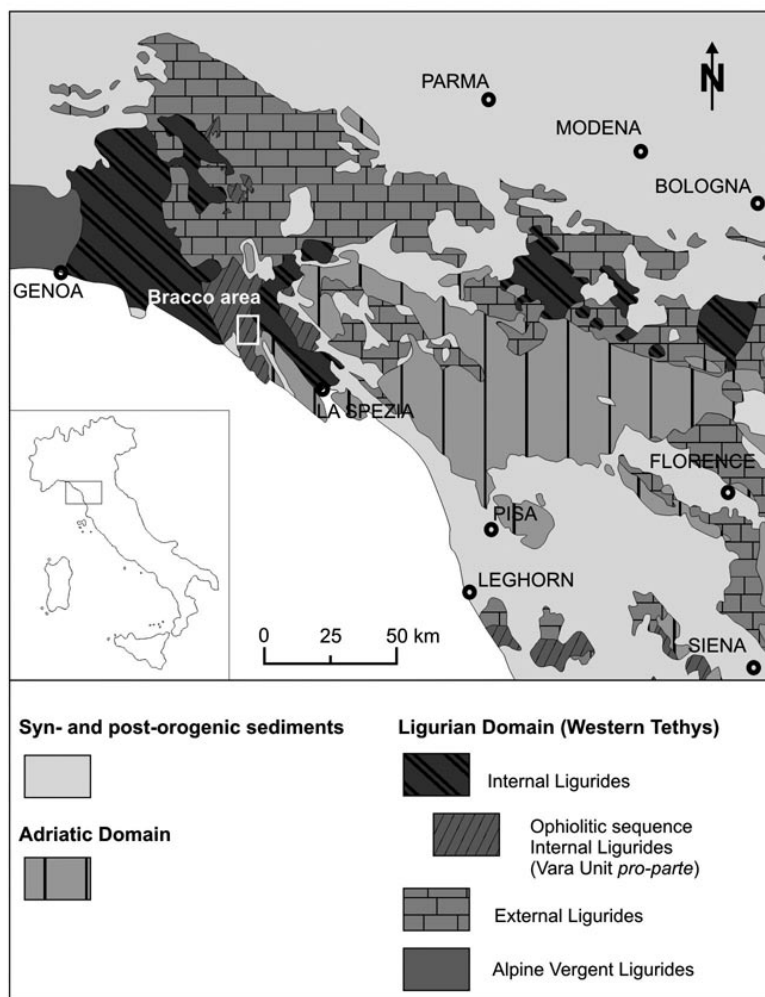 N
PARMA
MODENA
BOLOGNA
GENOA
Bracco area
LA SPEZIA
FLORENCE
PISA
LEGHORN
SIENA
0 25 50 km
Syn- and post-orogenic sediments
Adriatic Domain
Ligurian Domain (Western Tethys)
Internal Ligurides
Ophiolitic sequence
Internal Ligurides
(Vara Unit pro-parte)
External Ligurides
Alpine Vergent Ligurides